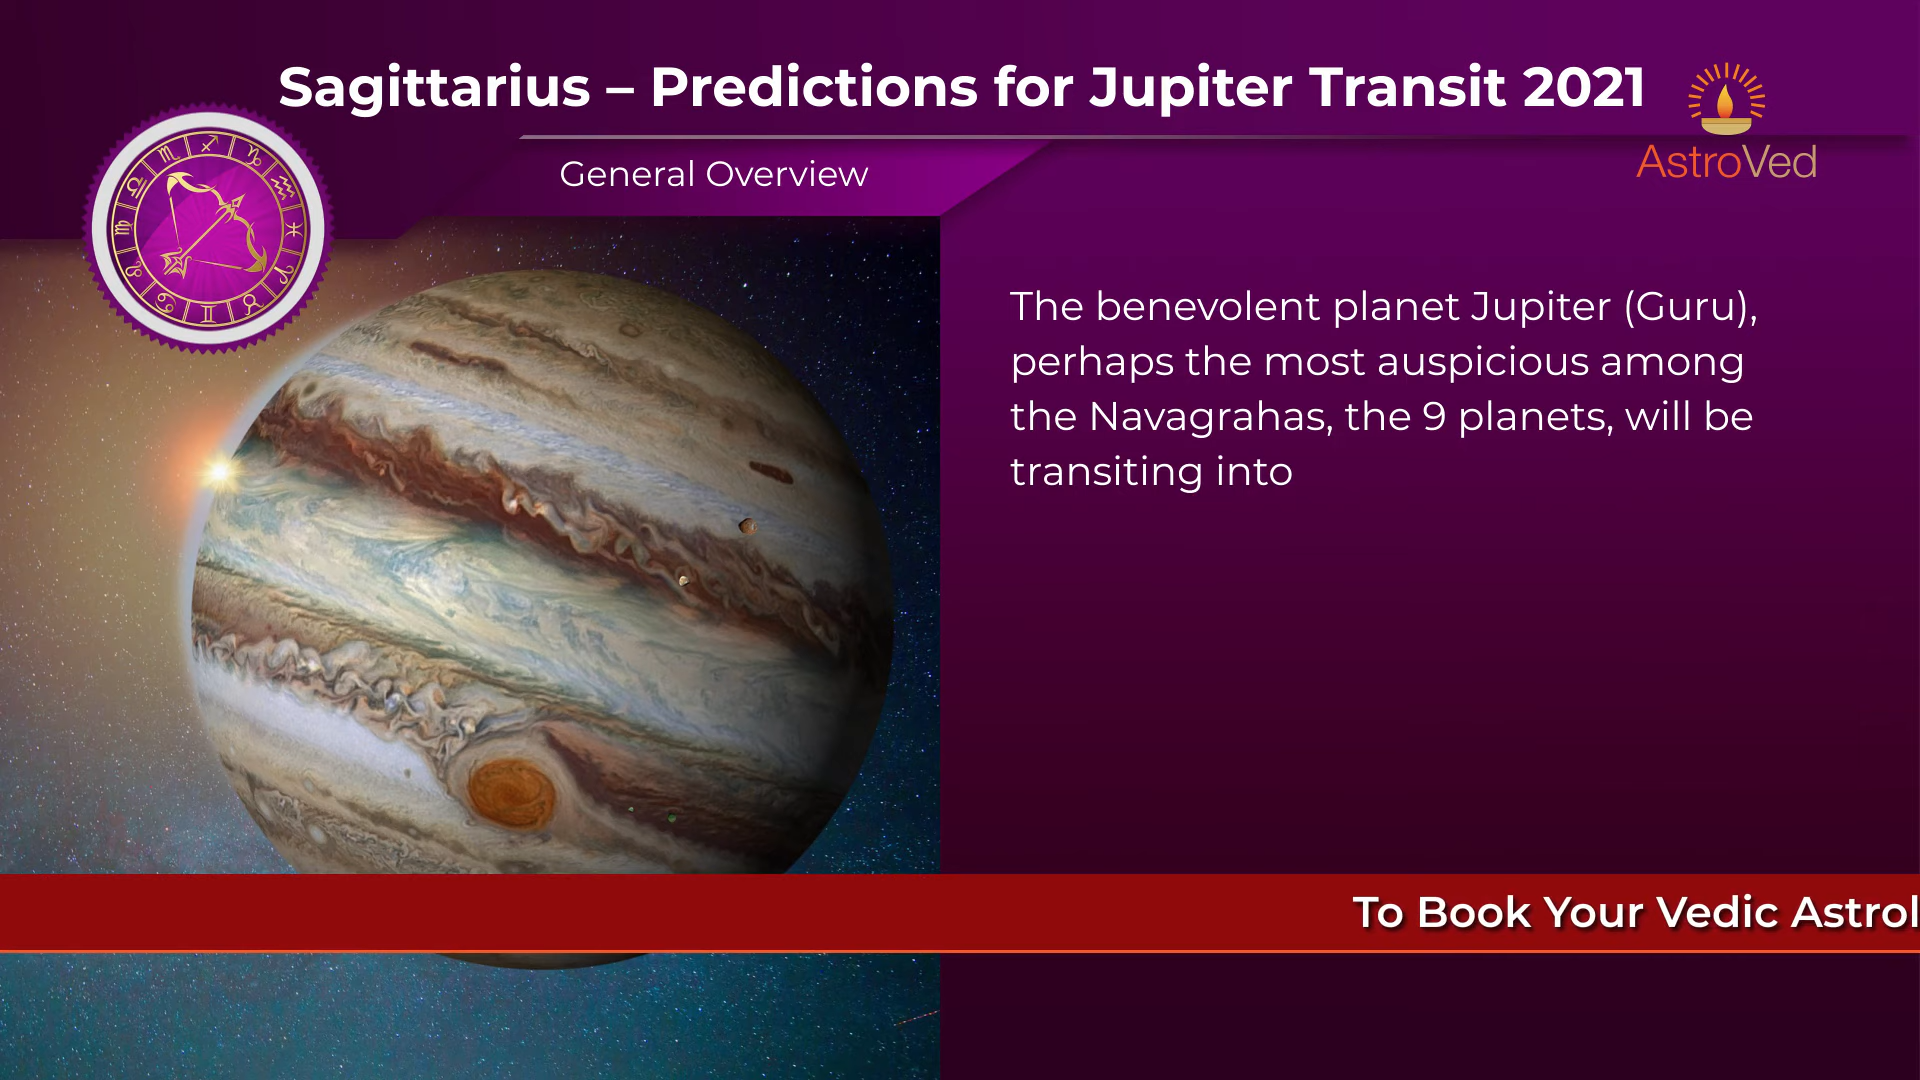 Sagittarius – Predictions for Jupiter Transit 2021
AstroVed
General Overview
The benevolent planet Jupiter (Guru),
perhaps the most auspicious among
the Navagrahas, the 9 planets, will be
transiting into
To Book Your Vedic Astrol